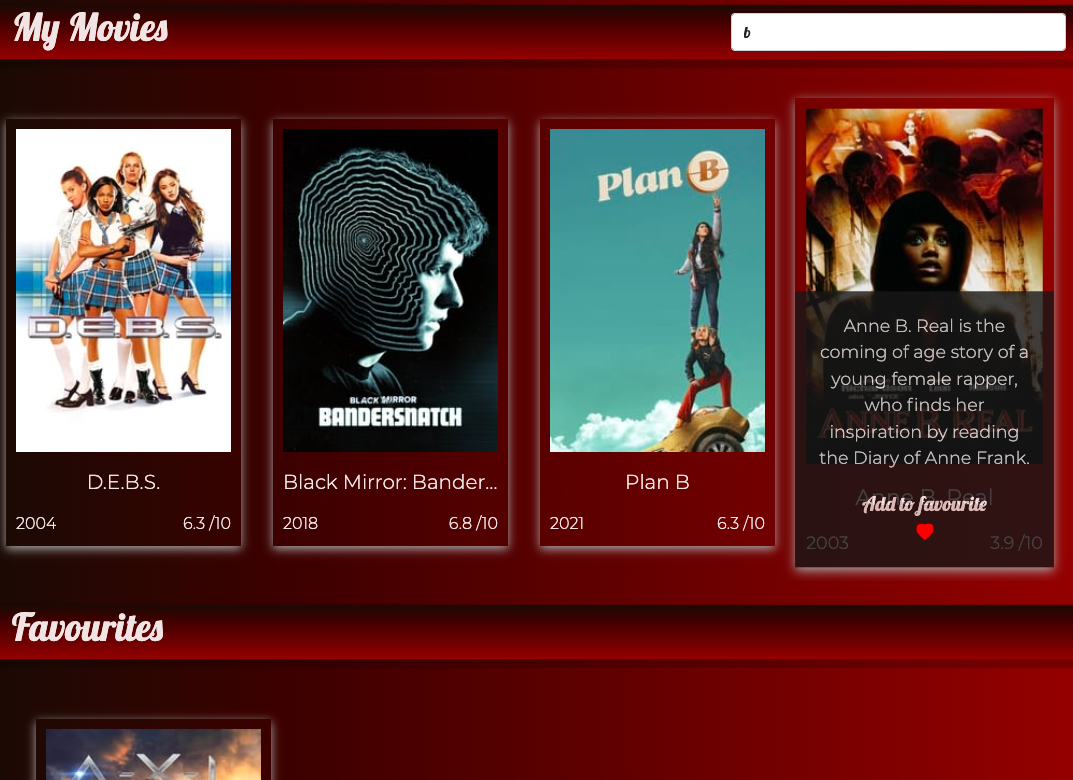 My Movies
b
Plan B
D.E.B.S.
BLACK MIRROR
BANDERSNATCH
Anne B. Real is the
coming of age story of a
young female rapper,
who finds her
inspiration by reading
the Diary of Anne Frank.
D.E.B.S.
Black Mirror: Bander...
Plan B
Anne B. Real
Add to favourite
2004
6.3 /10
2018
6.8 /10
2021
6.3 /10
2003
3.9 /10
Favourites
A-X-L